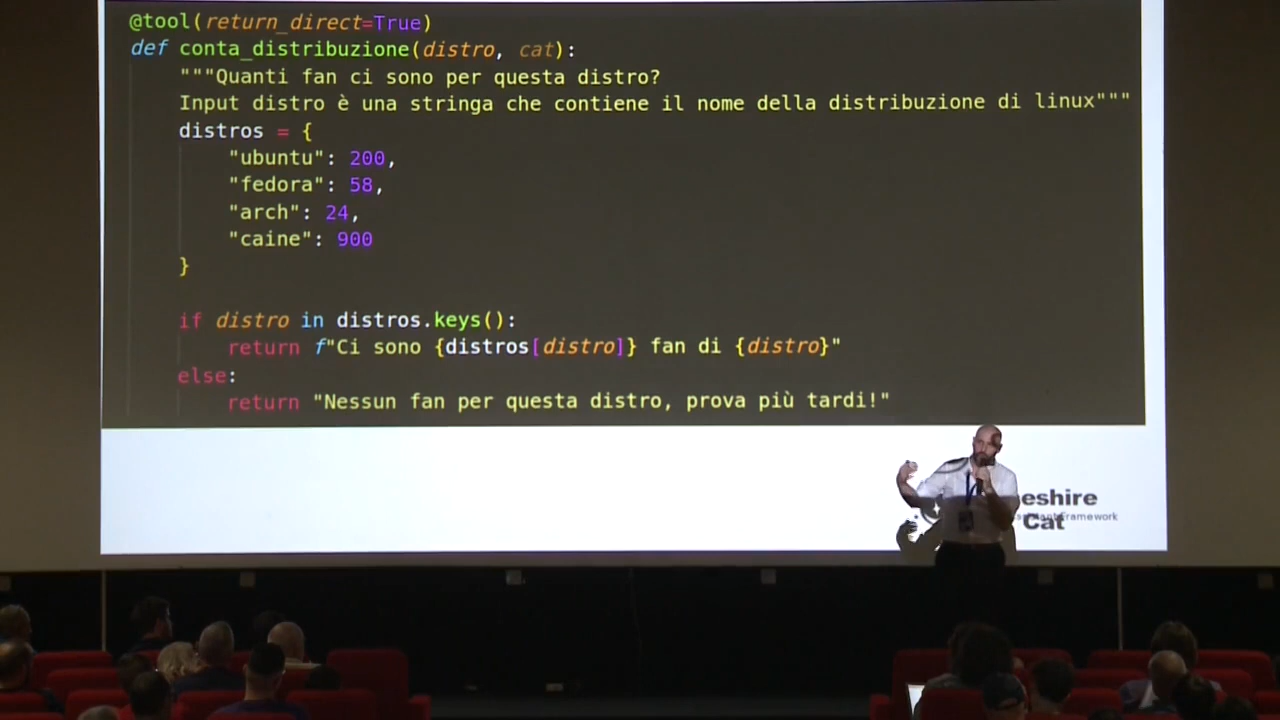 @tool(return_direct=True)
def conta_distribuzione(distro, cat):
"""Quanti fan ci sono per questa distro?
Input distro è una stringa che contiene il nome della distribuzione di linux"""
distros = {
"ubuntu": 200,
"fedora": 58,
"arch": 24,
"caine": 900
}
if distro in distros.keys():
return f"Ci sono {distros[distro]} fan di {distro}"
else:
return "Nessun fan per questa distro, prova più tardi!"
eshire
Framework
Cat